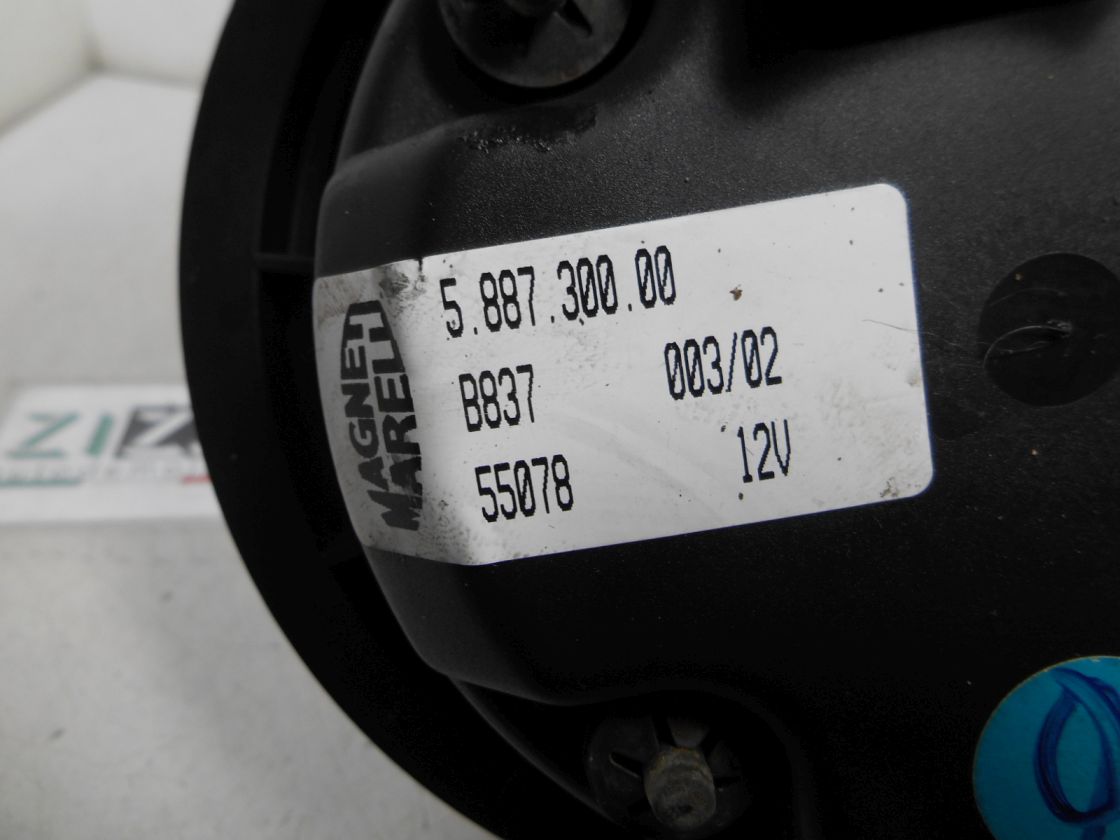 MAGNETI
MARELLI
5.887.300.00
B837 003/02
55078 12V